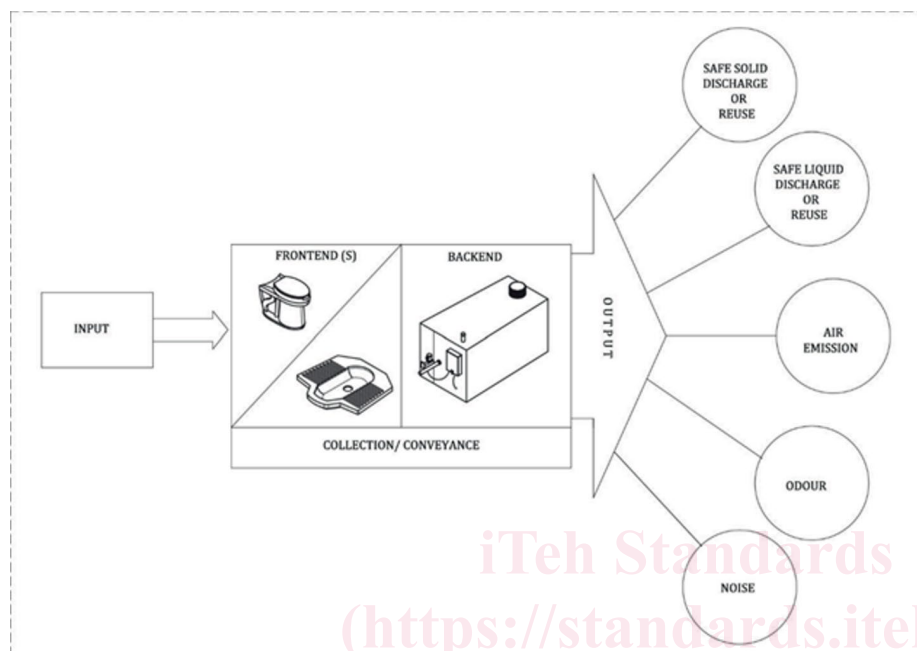 INPUT
FRONTEND (S)
BACKEND
COLLECTION/ CONVEYANCE
OUTPUT
SAFE SOLID
DISCHARGE
OR
REUSE
SAFE LIQUID
DISCHARGE
OR
REUSE
AIR
EMISSION
ODOUR
NOISE
iTeh Standards
(https://standards.iteh